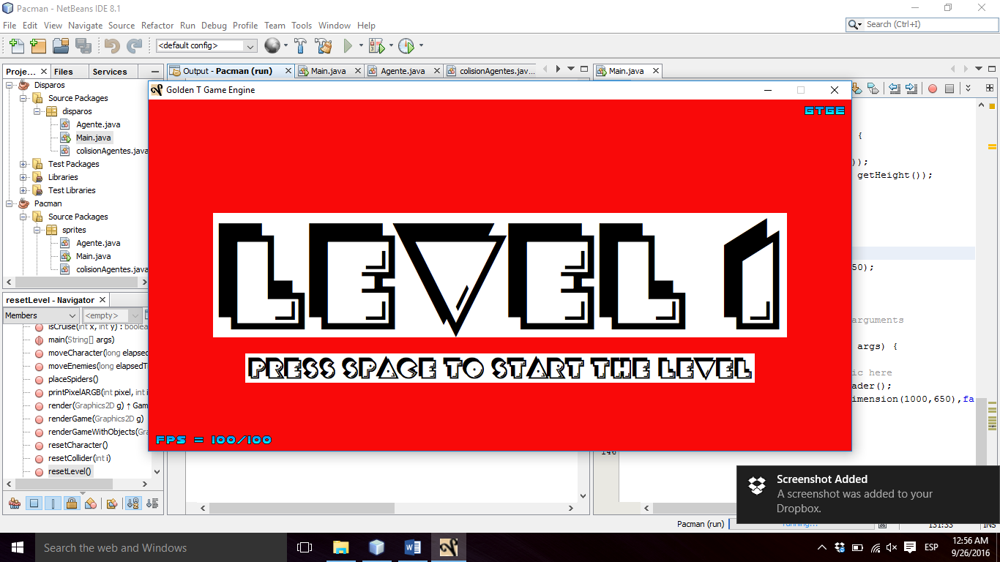 Pacman - NetBeans IDE 8.1
File Edit View Navigate Source Refactor Run Debug Profile Team Tools Window Help
Search (Ctrl+I)
<default config>
Proje... Files Services
Output - Pacman (run) Main.java Agente.java colisionAgentes.jav... Main.java
Golden T Game Engine
GTGE
Disparos
Source Packages
disparos
Agente.java
Main.java
colisionAgentes.java
Test Packages
Libraries
Test Libraries
Pacman
Source Packages
sprites
Agente.java
Main.java
colisionAgentes.java
{
));
getHeight());
50);
arguments
args) {
ic here
ader();
imension(1000,650),fa
LEVEL 1
PRESS SPACE TO START THE LEVEL
FPS = 100/100
resetLevel() - Navigator
Members <empty>
isCruise(int x, int y) : boolea
main(String[] args)
moveCharacter(long elapsed
moveEnemies(long elapsedT
placeSpiders()
printPixelARGB(int pixel, int i
render(Graphics2D g) ↑ Gam
renderGame(Graphics2D g)
renderGameWithObjects(Gra
resetCharacter()
resetCollider(int i)
resetLevel()
146
Screenshot Added
A screenshot was added to your
Dropbox.
Pacman (run) running... 131:33 INS
Search the web and Windows
ESP
12:56 AM
9/26/2016